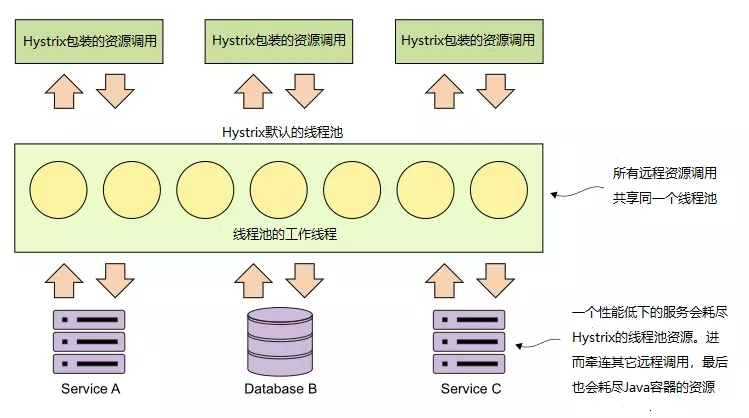 Hystrix包装的资源调用
Hystrix包装的资源调用
Hystrix包装的资源调用
Hystrix默认的线程池
所有远程资源调用
共享同一个线程池
线程池的工作线程
一个性能低下的服务会耗尽
Hystrix的线程池资源。进
而牵连其它远程调用，最后
也会耗尽Java容器的资源
Service A
Database B
Service C